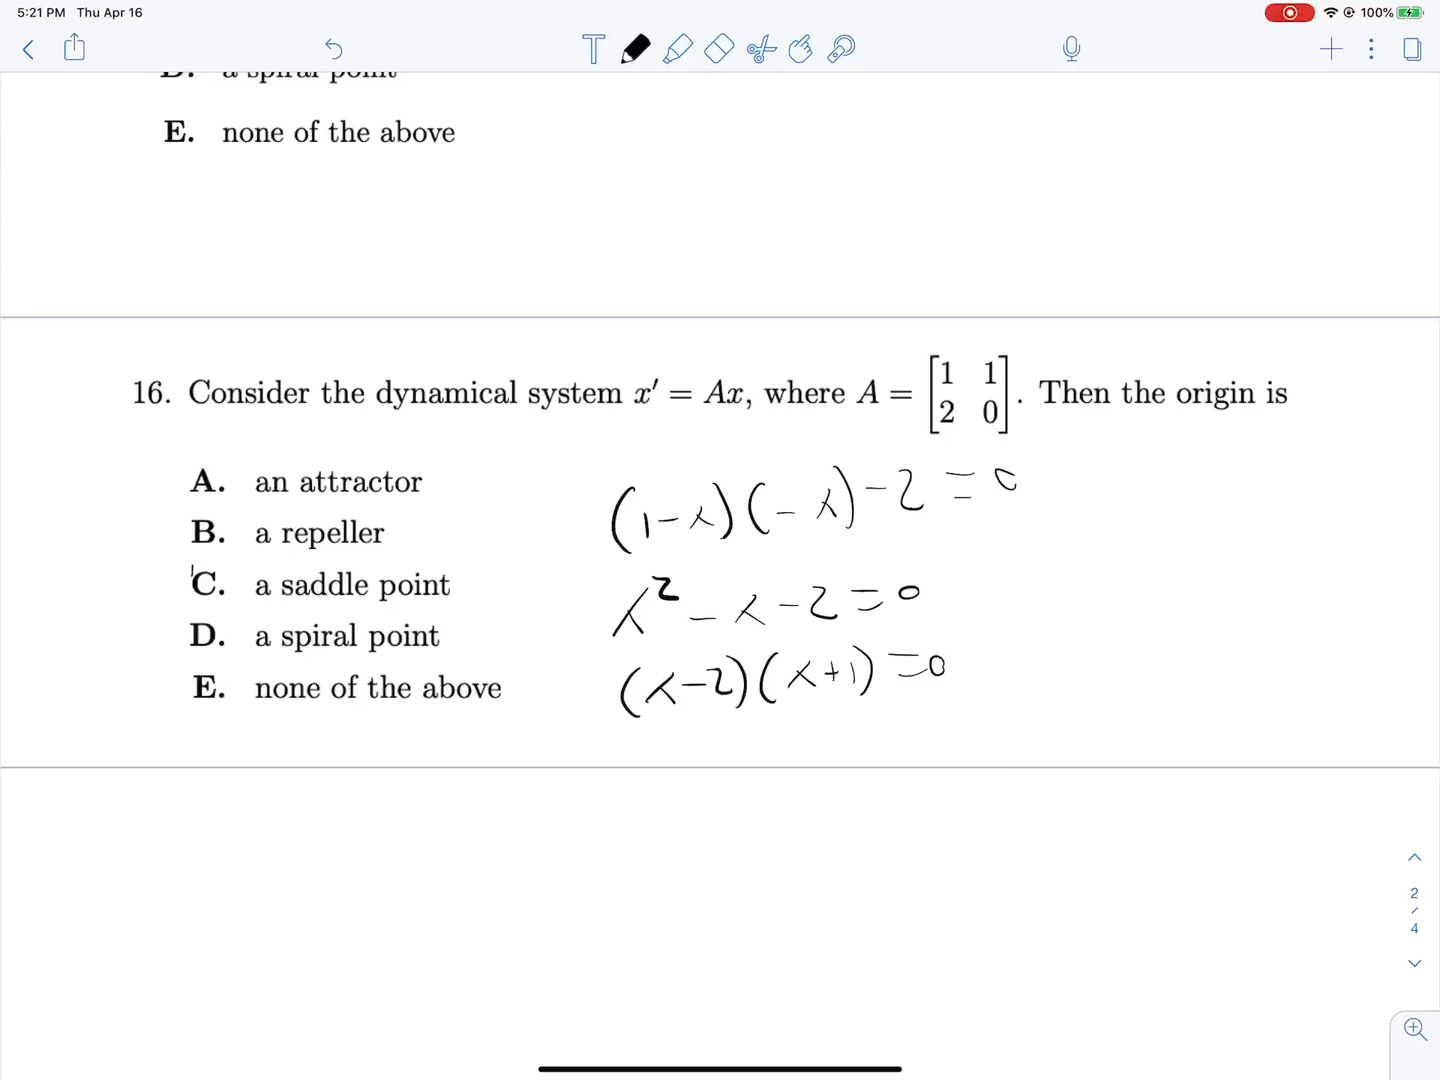 5:21 PM Thu Apr 16
100%
T
D. a spiral point
E. none of the above
16. Consider the dynamical system x′ = Ax, where A = [1 1; 2 0]. Then the origin is
A. an attractor
B. a repeller
C. a saddle point
D. a spiral point
E. none of the above
(1-λ)(-λ)-2=0
λ²-λ-2=0
(λ-2)(λ+1)=0
2
/
4